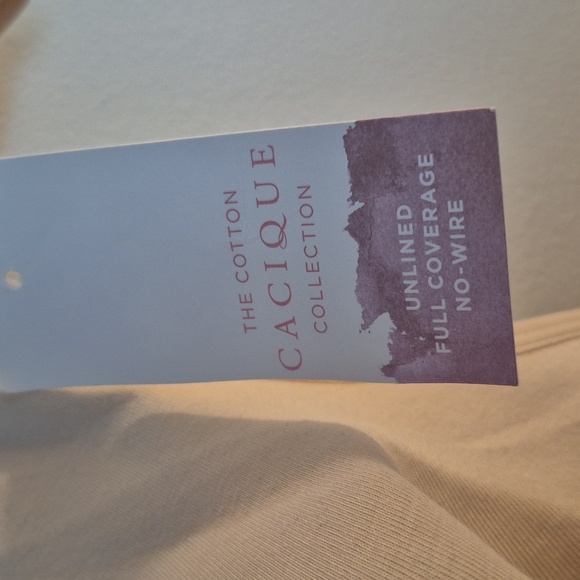 THE COTTON
CACIQUE
COLLECTION
UNLINED
FULL COVERAGE
NO-WIRE